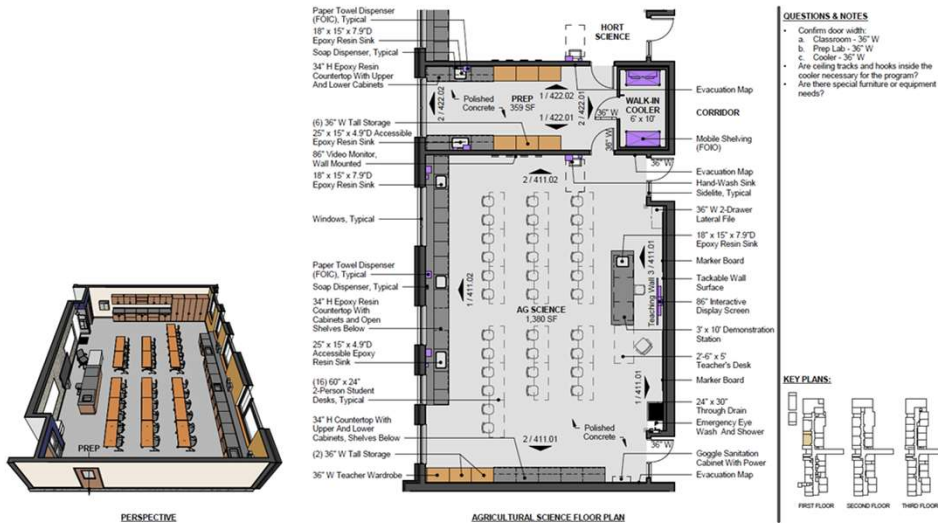 Paper Towel Dispenser
(FOIC), Typical
18" x 15" x 7.9"D
Epoxy Resin Sink
Soap Dispenser, Typical
34" H Epoxy Resin
Countertop With Upper
And Lower Cabinets
Polished
Concrete
(6) 36" W Tall Storage
25" x 15" x 4.9"D Accessible
Epoxy Resin Sink
86" Video Monitor,
Wall Mounted
18" x 15" x 7.9"D
Epoxy Resin Sink
Windows, Typical
Paper Towel Dispenser
(FOIC), Typical
Soap Dispenser, Typical
34" H Epoxy Resin
Countertop With
Cabinets and Open
Shelves Below
25" x 15" x 4.9"D
Accessible Epoxy
Resin Sink
(16) 60" x 24"
2-Person Student
Desks, Typical
34" H Countertop With
Upper And Lower
Cabinets, Shelves Below
(2) 36" W Tall Storage
36" W Teacher Wardrobe
HORT
SCIENCE
2 / 422.02
1 / 422.02
PREP
359 SF
1 / 422.01
2 / 422.01
WALK-IN
COOLER
6' x 10'
36" W
36" W
CORRIDOR
2 / 411.02
36" W
1 / 411.02
AG SCIENCE
1,380 SF
Teaching Wall 3 / 411.01
1 / 411.01
2 / 411.01
Polished
Concrete
36" W
Evacuation Map
Mobile Shelving
(FOIO)
Evacuation Map
Hand-Wash Sink
Sidelite, Typical
36" W 2-Drawer
Lateral File
18" x 15" x 7.9"D
Epoxy Resin Sink
Marker Board
Tackable Wall
Surface
86" Interactive
Display Screen
3' x 10' Demonstration
Station
2'-6" x 5'
Teacher's Desk
Marker Board
24" x 30"
Through Drain
Emergency Eye
Wash And Shower
Goggle Sanitation
Cabinet With Power
Evacuation Map
PREP
PERSPECTIVE
AGRICULTURAL SCIENCE FLOOR PLAN
QUESTIONS & NOTES
• Confirm door width:
a. Classroom - 36" W
b. Prep Lab - 36" W
c. Cooler - 36" W
• Are ceiling tracks and hooks inside the
cooler necessary for the program?
• Are there special furniture or equipment
needs?
KEY PLANS:
FIRST FLOOR
SECOND FLOOR
THIRD FLOOR